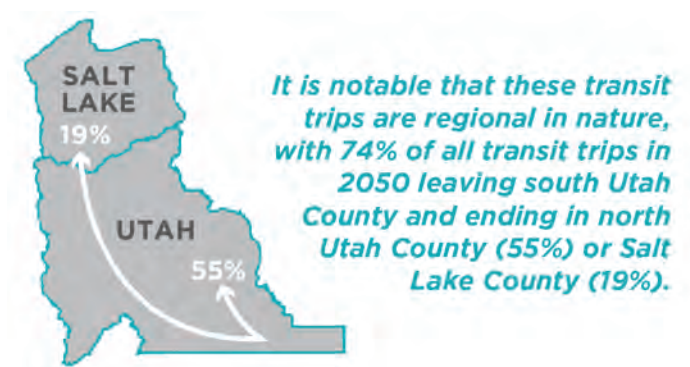 SALT
LAKE
19%
UTAH
55%
It is notable that these transit
trips are regional in nature,
with 74% of all transit trips in
2050 leaving south Utah
County and ending in north
Utah County (55%) or Salt
Lake County (19%).